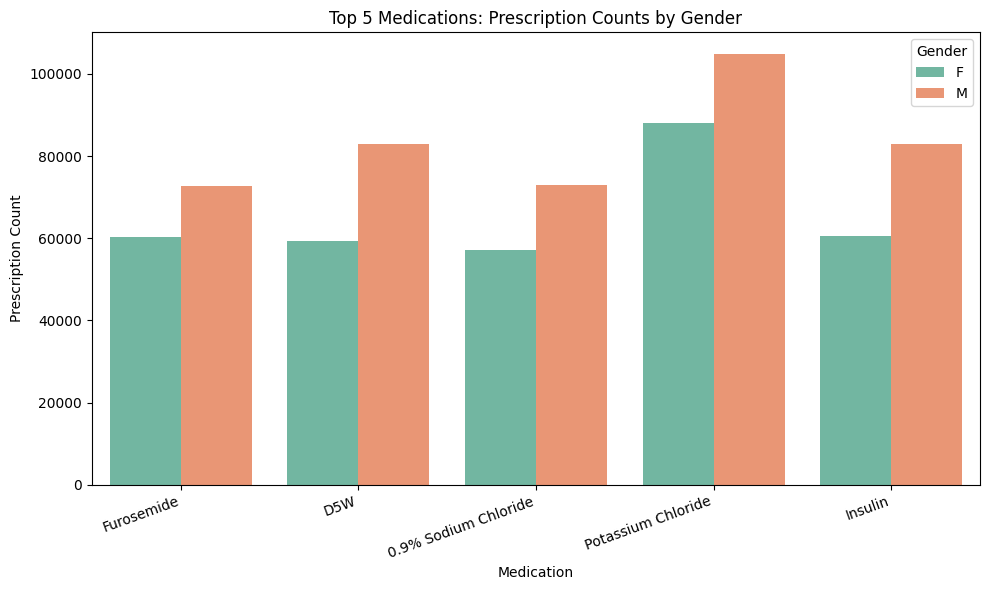 Top 5 Medications: Prescription Counts by Gender
Gender
F
M
Prescription Count
100000
80000
60000
40000
20000
0
Furosemide
D5W
0.9% Sodium Chloride
Potassium Chloride
Insulin
Medication